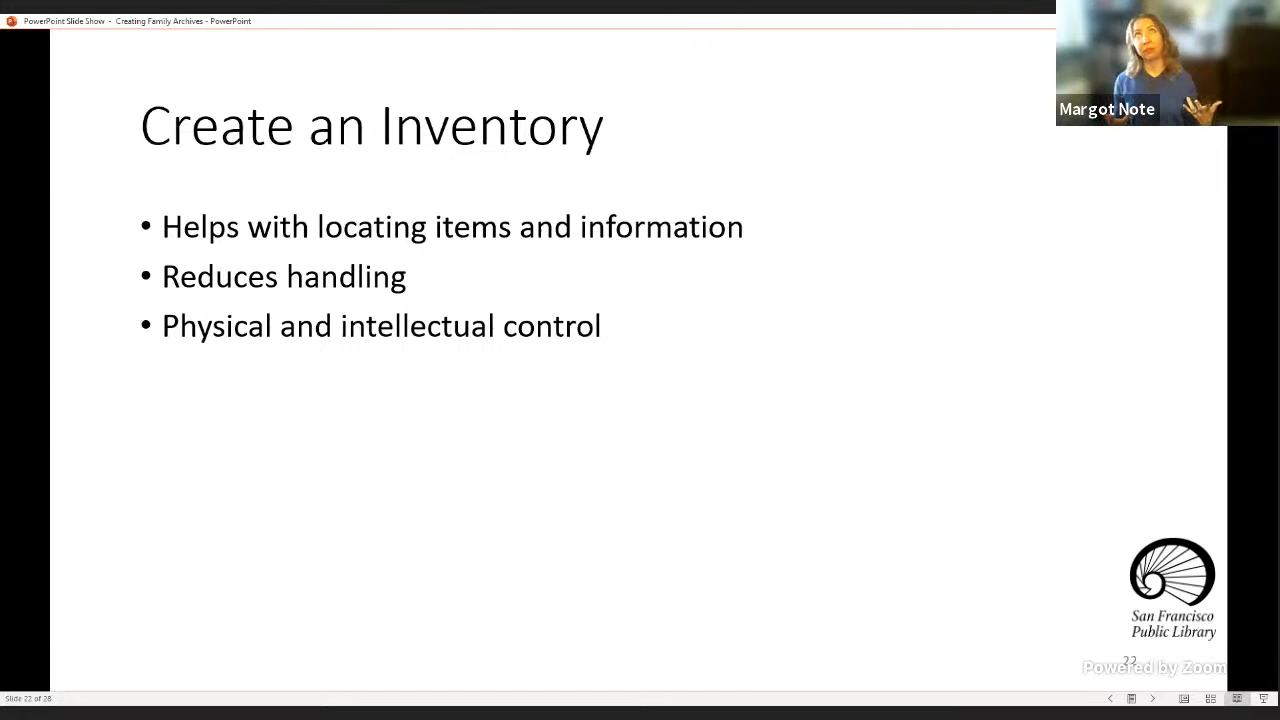 PowerPoint Slide Show - Creating Family Archives - PowerPoint
Margot Note
Create an Inventory
• Helps with locating items and information
• Reduces handling
• Physical and intellectual control
San Francisco
Public Library
22
Powered by Zoom
Slide 22 of 28